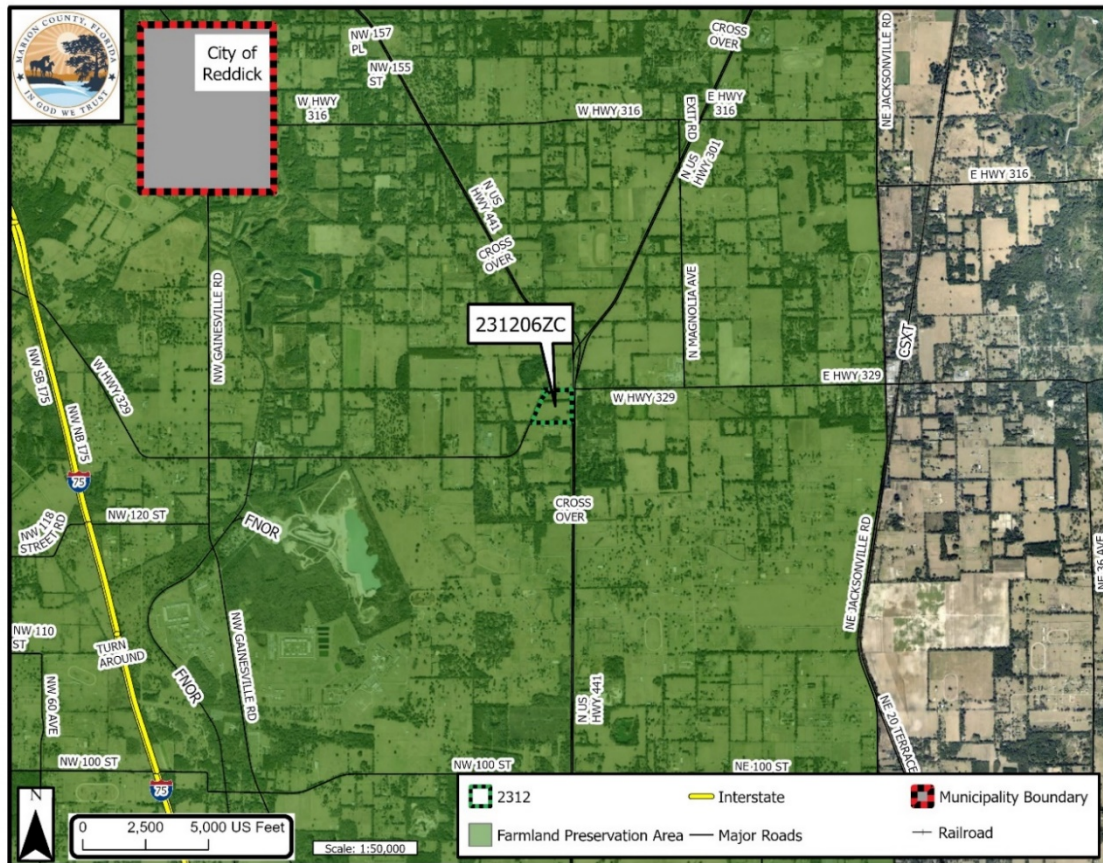 MARION COUNTY, FLORIDA
IN GOD WE TRUST
City of
Reddick
NW 157
PL
NW 155
ST
CROSS
OVER
NE JACKSONVILLE RD
W HWY
316
W HWY 316
EXIT RD
E HWY
316
N US
HWY 301
E HWY 316
N US
HWY 441
CROSS
OVER
NW GAINESVILLE RD
N MAGNOLIA AVE
231206ZC
CSXT
NW SB I75
W HWY 329
NW NB I75
W HWY 329
E HWY 329
75
CROSS
OVER
NW 120 ST
NW 118
STREET RD
FNOR
NE JACKSONVILLE RD
NE 36 AVE
NW 110
ST
TURN
AROUND
NW GAINESVILLE RD
FNOR
NW 60 AVE
N US
HWY 441
NE 20 TERRACE
NW 100 ST
NW 100 ST
NE 100 ST
75
N
0 2,500 5,000 US Feet
Scale: 1:50,000
2312
Interstate
Municipality Boundary
Farmland Preservation Area
Major Roads
Railroad